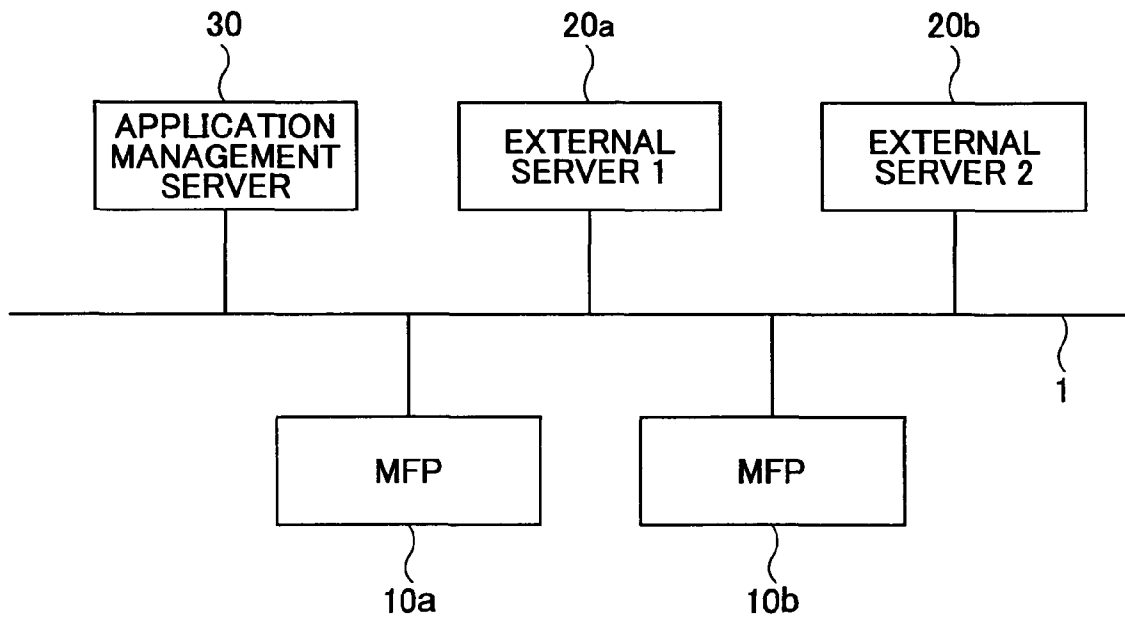 30
20a
20b
APPLICATION
MANAGEMENT
SERVER
EXTERNAL
SERVER 1
EXTERNAL
SERVER 2
1
MFP
MFP
10a
10b